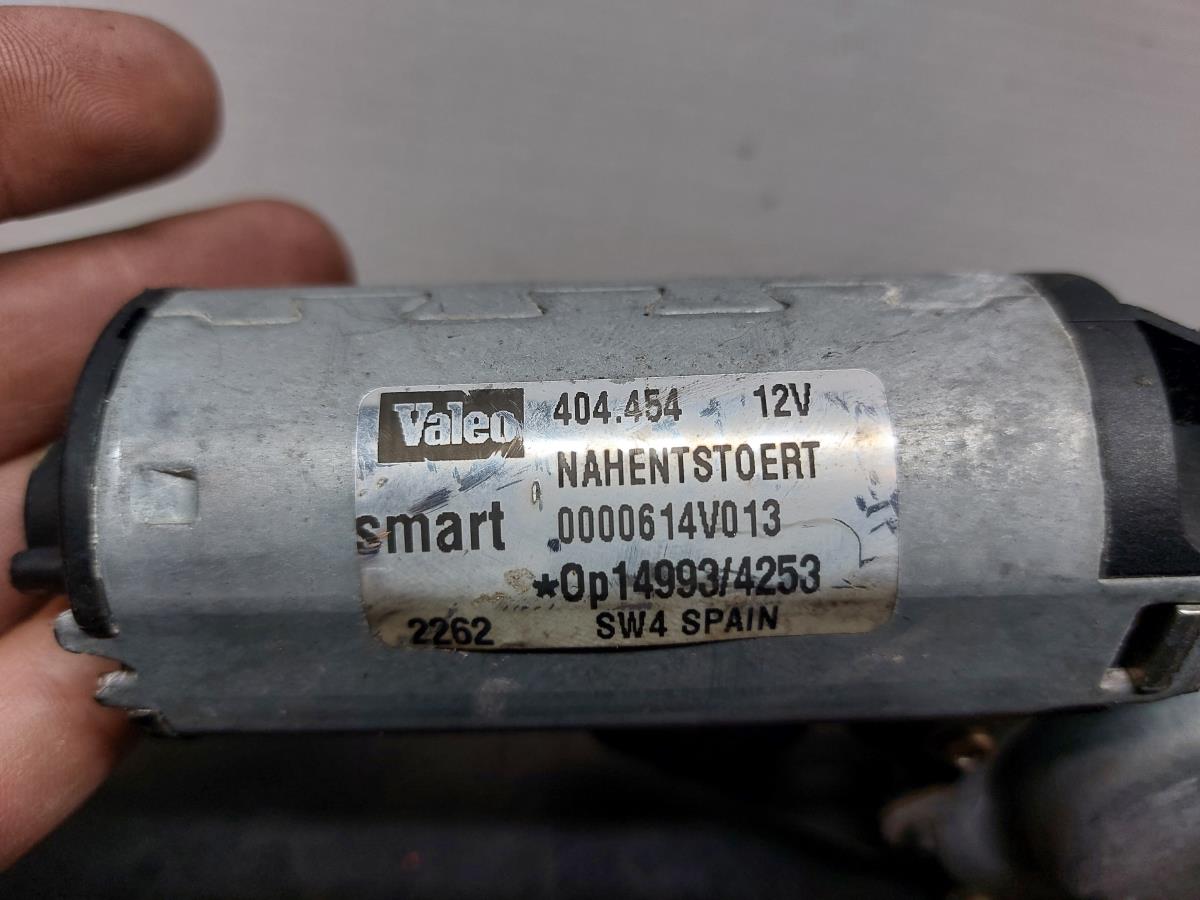 Valeo 404.454 12V
NAHENTSTOERT
smart 0000614V013
*Op14993/4253
2262 SW4 SPAIN